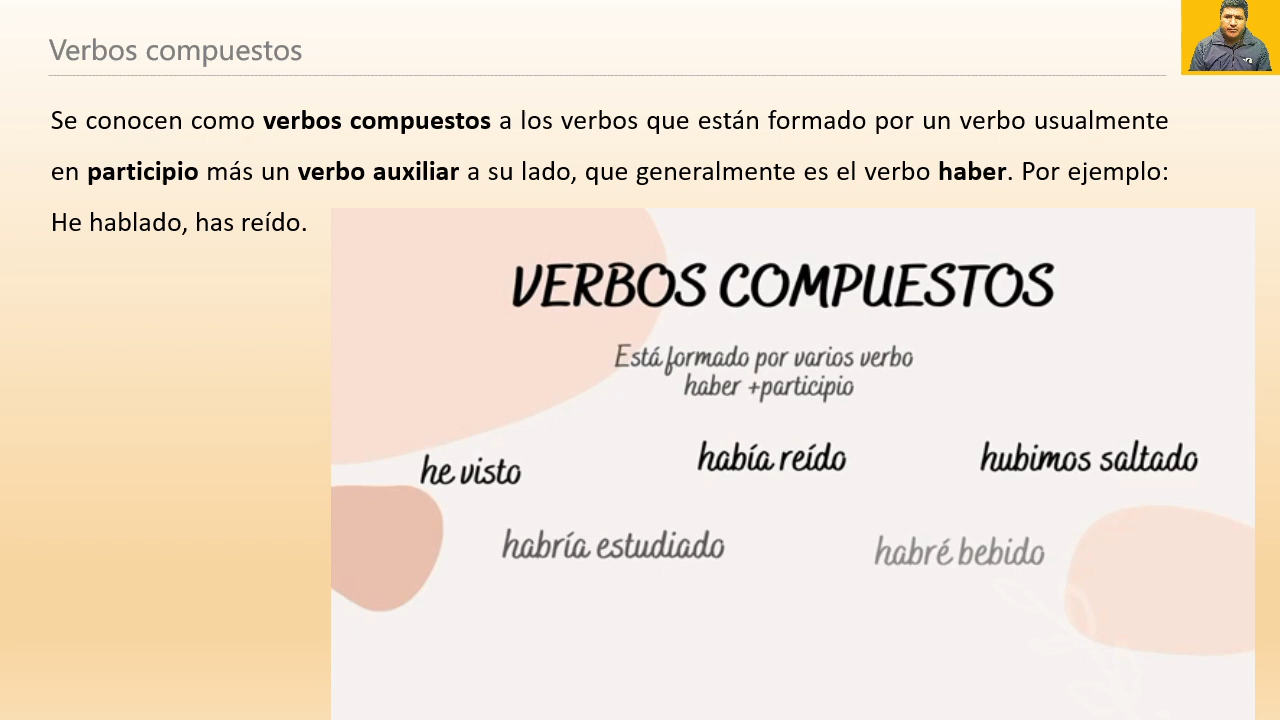 Verbos compuestos
Se conocen como verbos compuestos a los verbos que están formado por un verbo usualmente
en participio más un verbo auxiliar a su lado, que generalmente es el verbo haber. Por ejemplo:
He hablado, has reído.
VERBOS COMPUESTOS
Está formado por varios verbo
haber +participio
he visto
había reído
hubimos saltado
habría estudiado
habré bebido